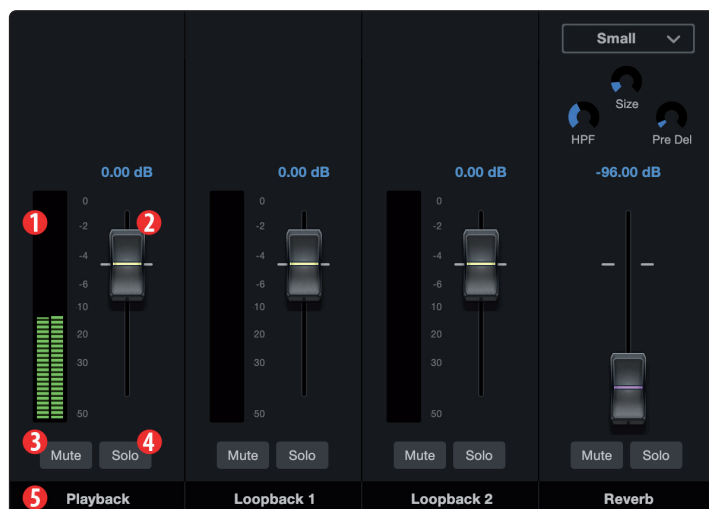 Small
Size
HPF
Pre Del
0.00 dB
0.00 dB
0.00 dB
-96.00 dB
1
2
0
-2
-4
-6
10
20
30
50
0
-2
-4
-6
10
20
30
50
0
-2
-4
-6
10
20
30
50
3
4
Mute Solo
Mute Solo
Mute Solo
Mute Solo
5
Playback
Loopback 1
Loopback 2
Reverb